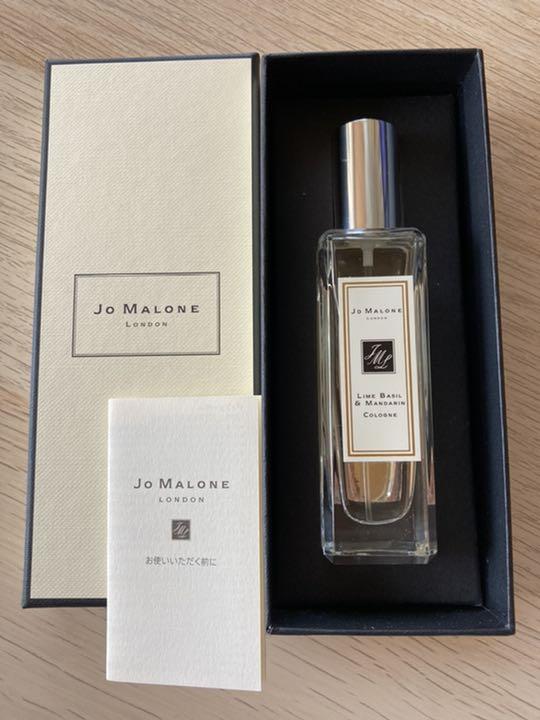 Jo Malone
London
Jo Malone
London
お使いいただく前に
Jo Malone
London
JML
Lime Basil
& Mandarin
Cologne